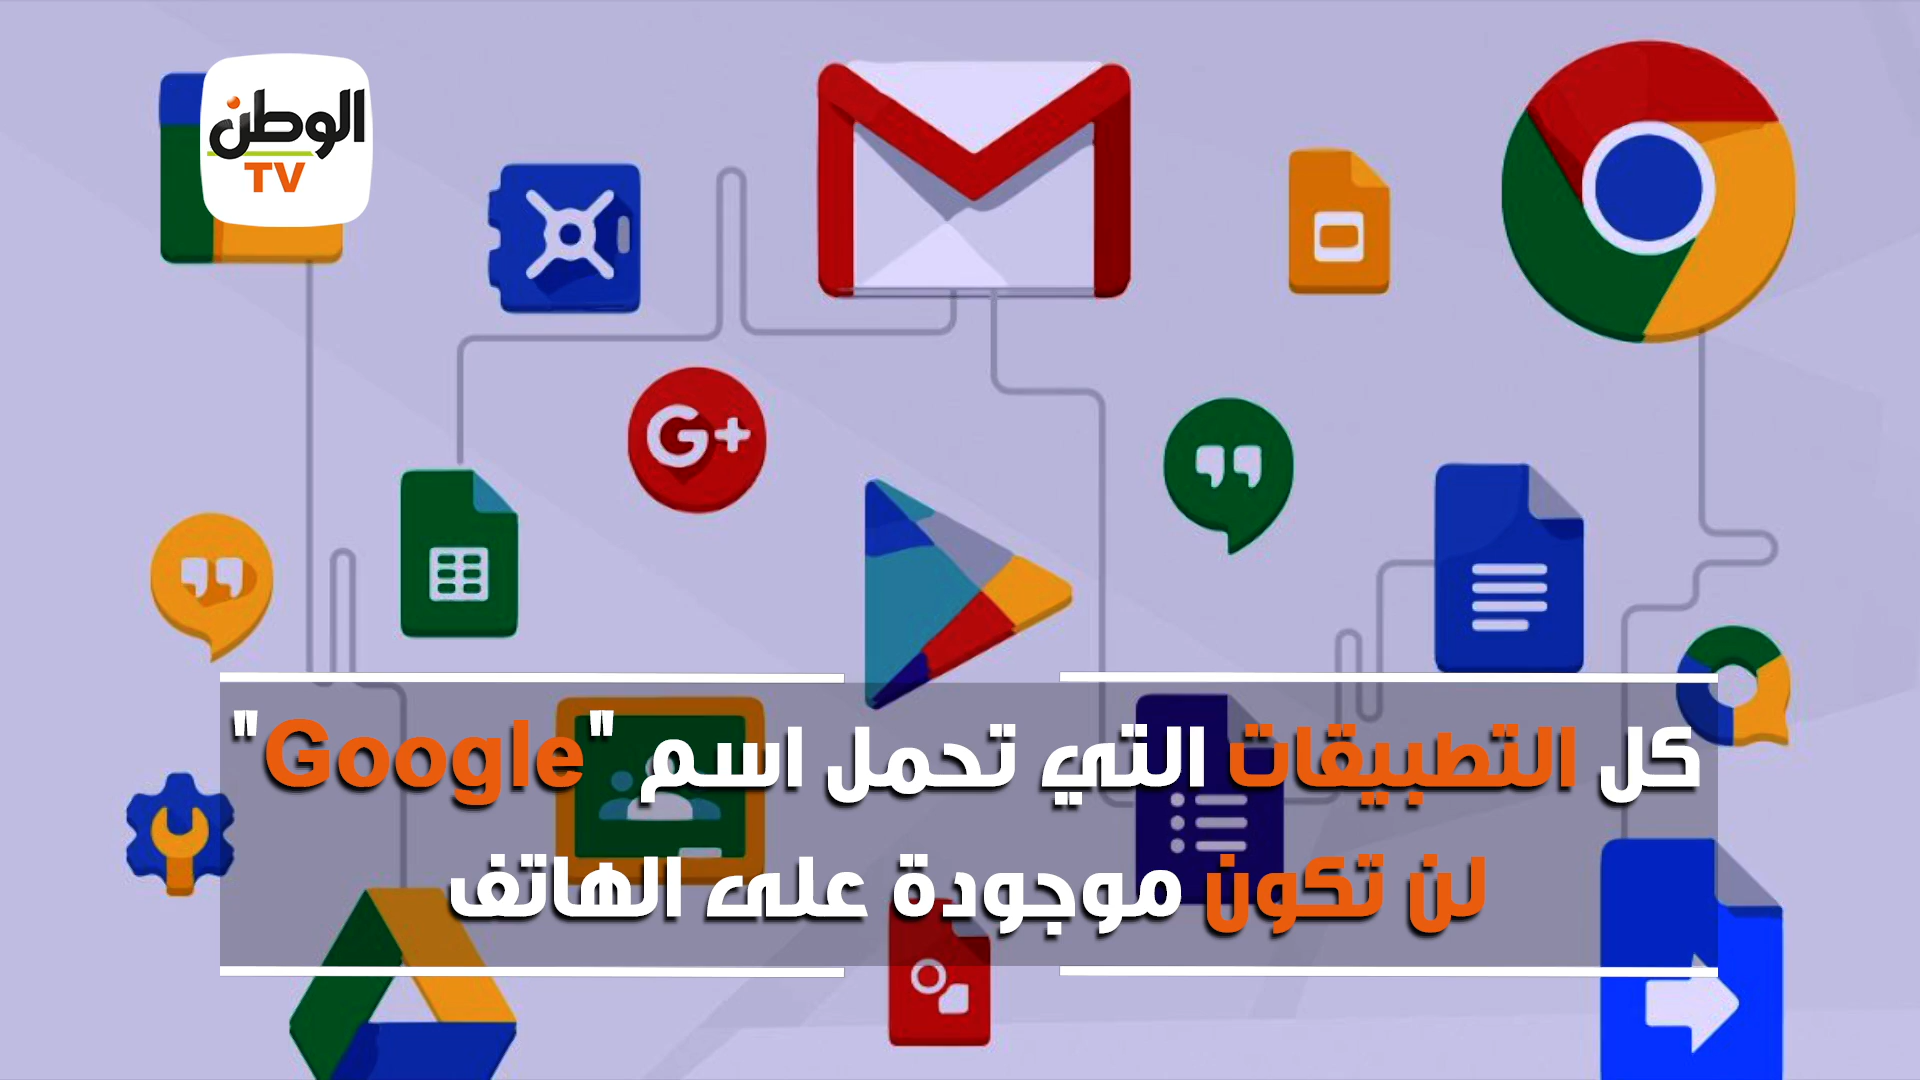 الوطن
TV
G+
كل التطبيقات التي تحمل اسم "Google"
لن تكون موجودة على الهاتف